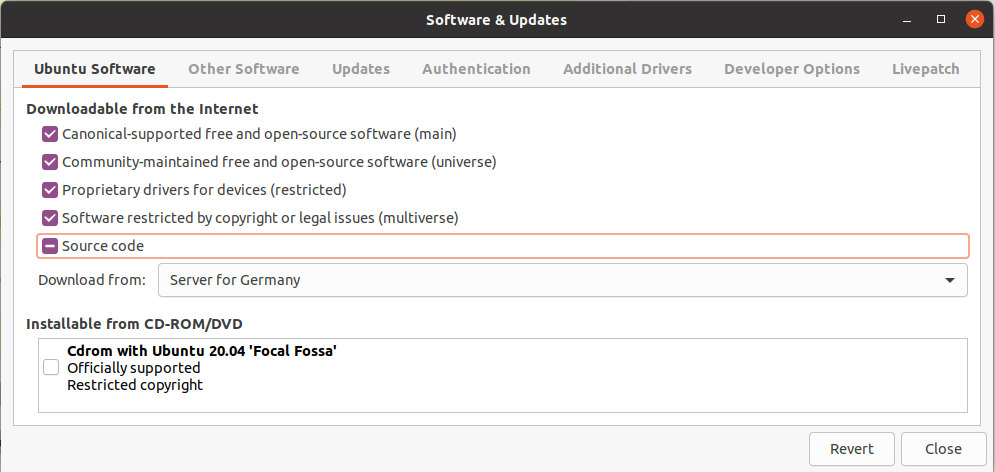 Software & Updates
Ubuntu Software Other Software Updates Authentication Additional Drivers Developer Options Livepatch
Downloadable from the Internet
Canonical-supported free and open-source software (main)
Community-maintained free and open-source software (universe)
Proprietary drivers for devices (restricted)
Software restricted by copyright or legal issues (multiverse)
Source code
Download from: Server for Germany
Installable from CD-ROM/DVD
Cdrom with Ubuntu 20.04 'Focal Fossa'
Officially supported
Restricted copyright
Revert Close